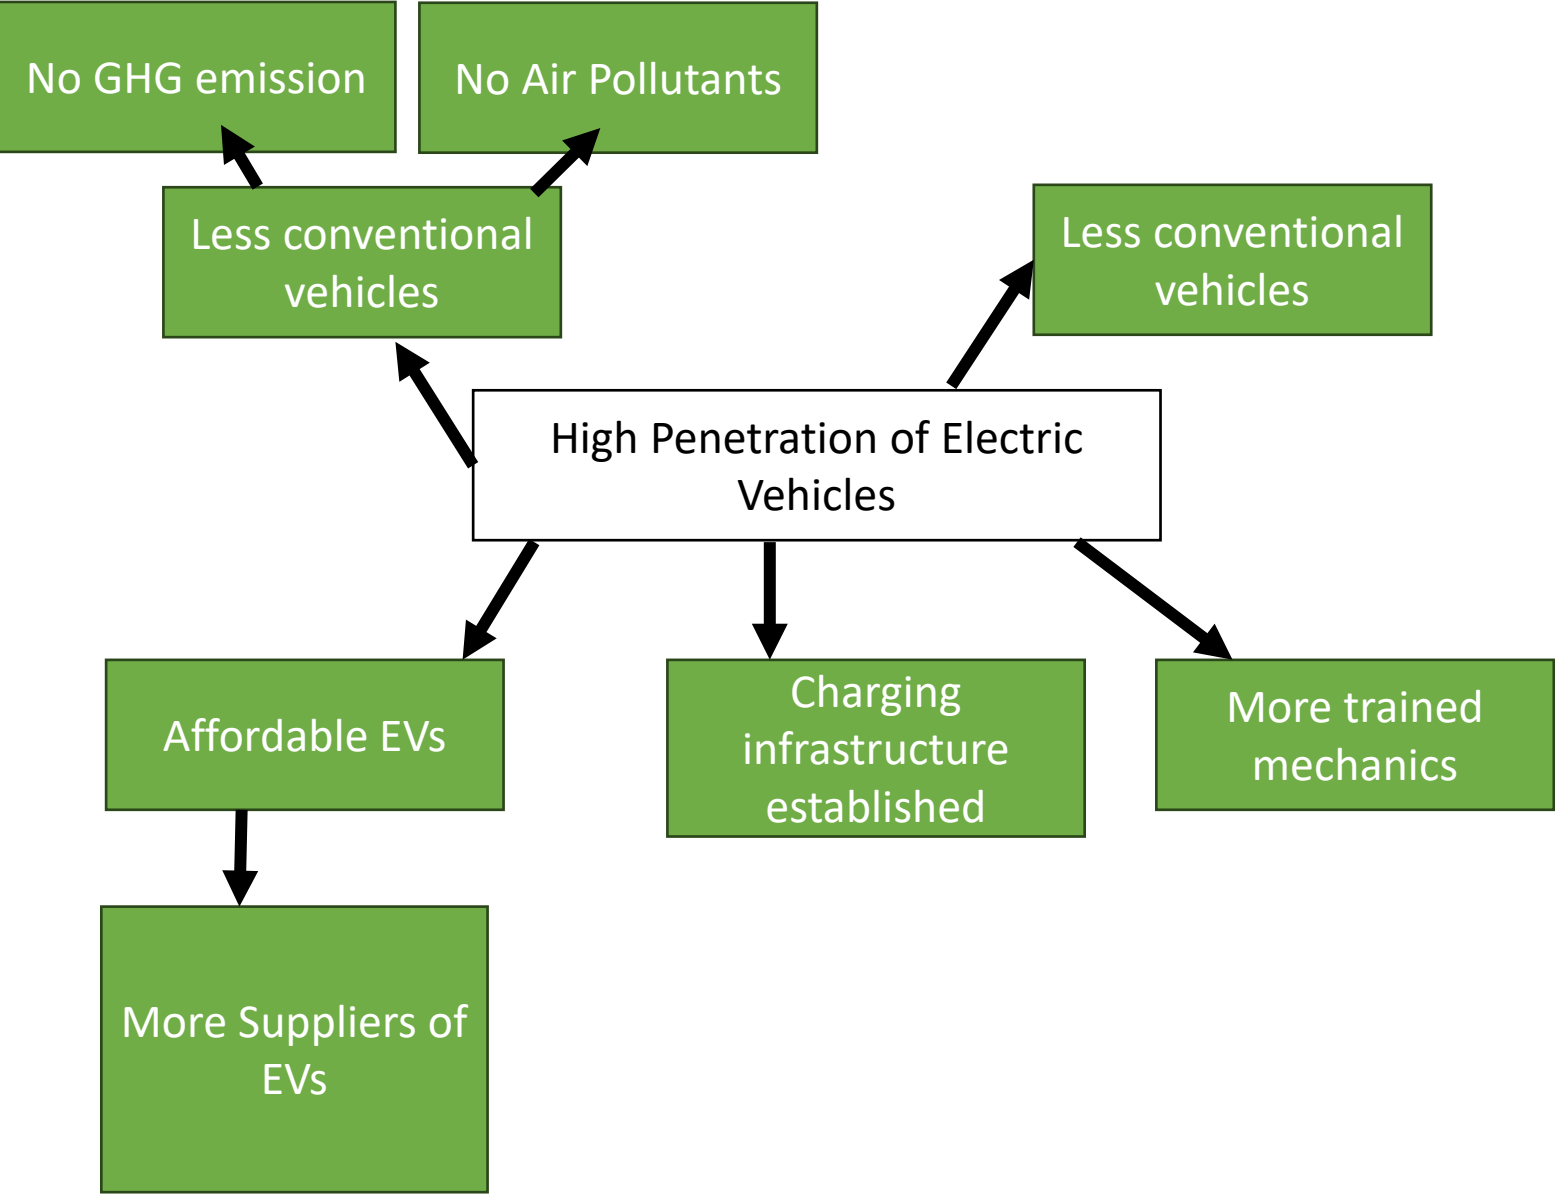 No GHG emission
No Air Pollutants
Less conventional
vehicles
Less conventional
vehicles
High Penetration of Electric
Vehicles
Affordable EVs
Charging
infrastructure
established
More trained
mechanics
More Suppliers of
EVs